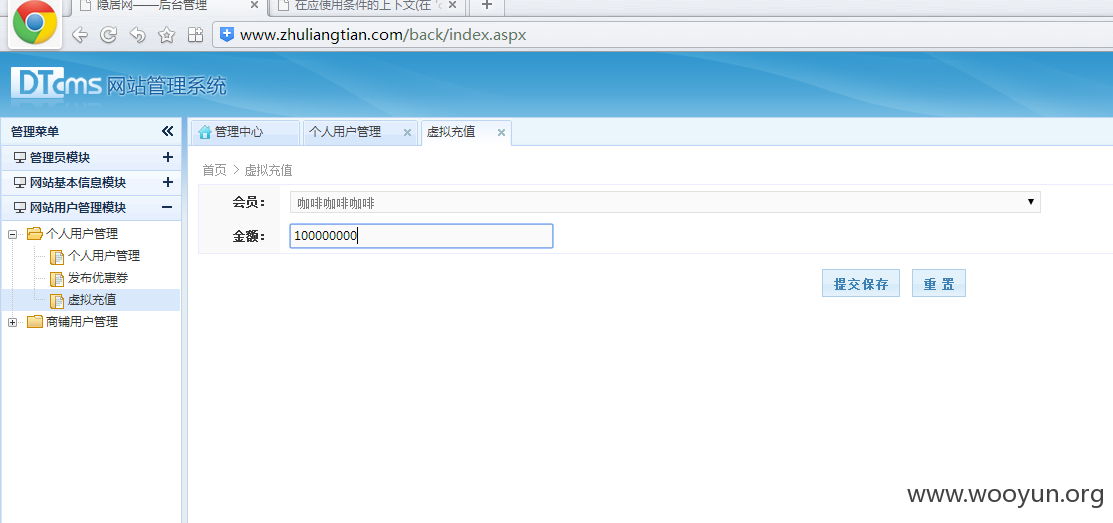 隐居网——后台管理
在应使用条件的上下文(在 'c
www.zhuliangtian.com/back/index.aspx
DTcms 网站管理系统
管理菜单
管理中心
个人用户管理
虚拟充值
管理员模块
网站基本信息模块
网站用户管理模块
个人用户管理
个人用户管理
发布优惠券
虚拟充值
商铺用户管理
首页 > 虚拟充值
会员：
咖啡咖啡咖啡
金额：
100000000
提交保存
重 置
www.wooyun.org